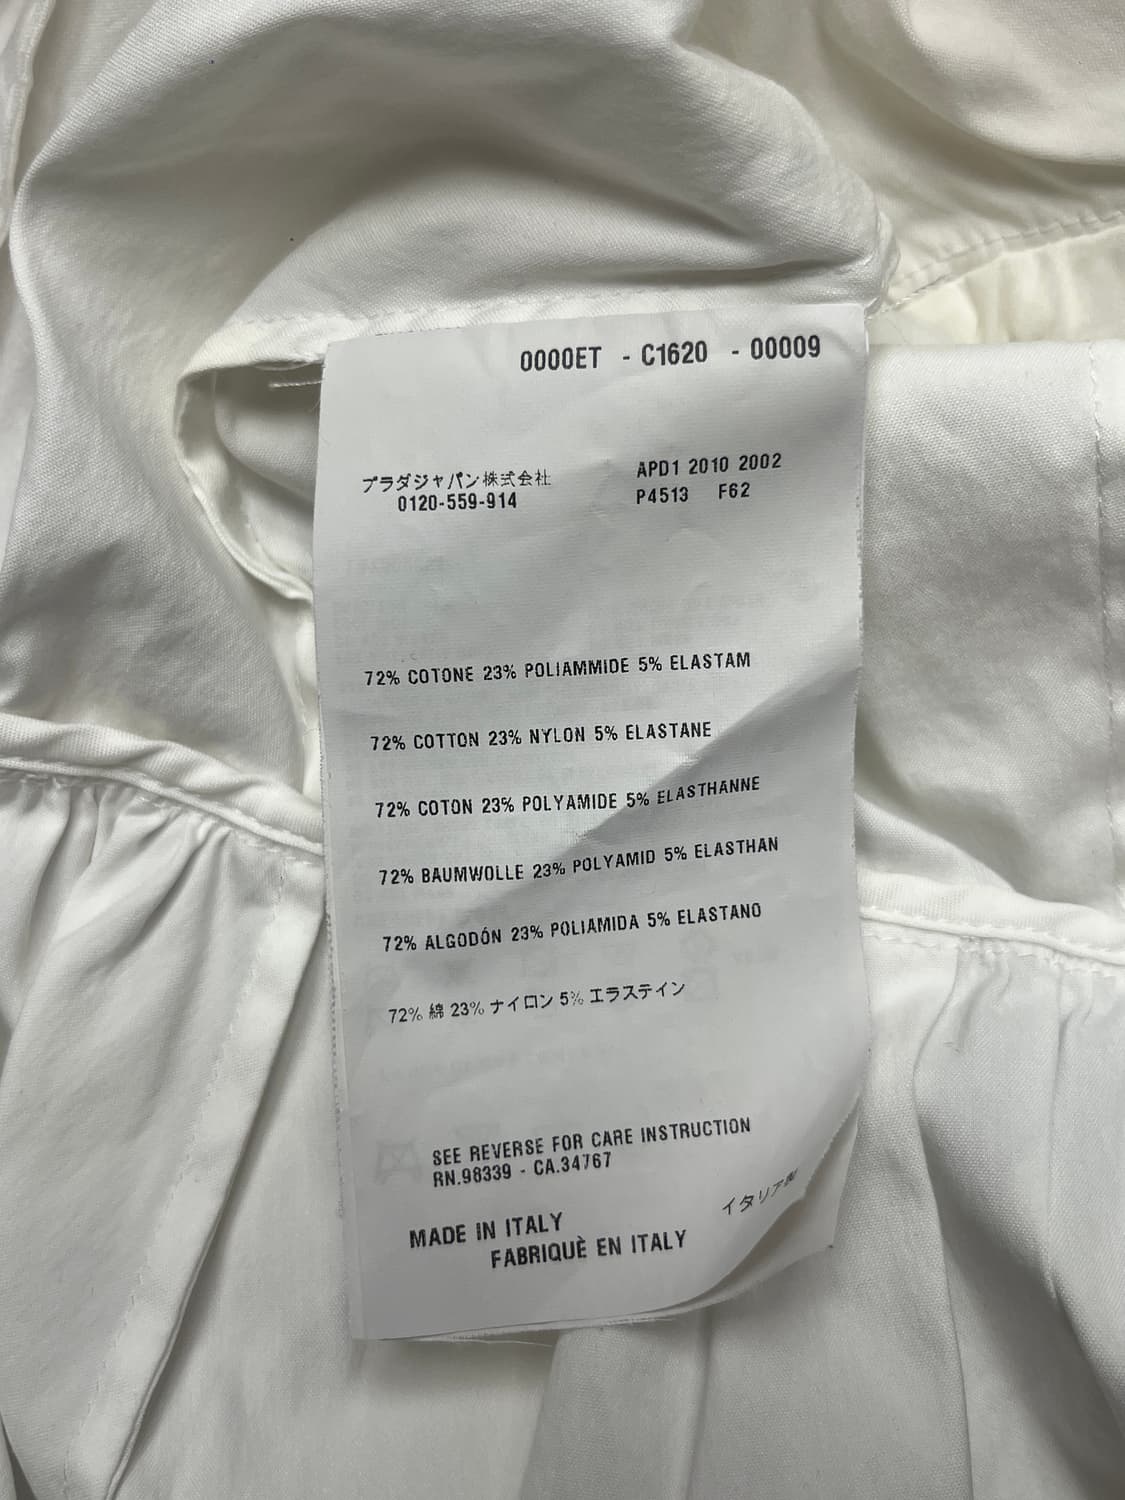 0000ET - C1620 - 00009
プラダジャパン株式会社
0120-559-914
APD1 2010 2002
P4513 F62
72% COTONE 23% POLIAMMIDE 5% ELASTAM
72% COTTON 23% NYLON 5% ELASTANE
72% COTON 23% POLYAMIDE 5% ELASTHANNE
72% BAUMWOLLE 23% POLYAMID 5% ELASTHAN
72% ALGODÓN 23% POLIAMIDA 5% ELASTANO
72% 綿 23% ナイロン 5% エラステイン
SEE REVERSE FOR CARE INSTRUCTION
RN.98339 - CA.34767
MADE IN ITALY
イタリア製
FABRIQUÈ EN ITALY